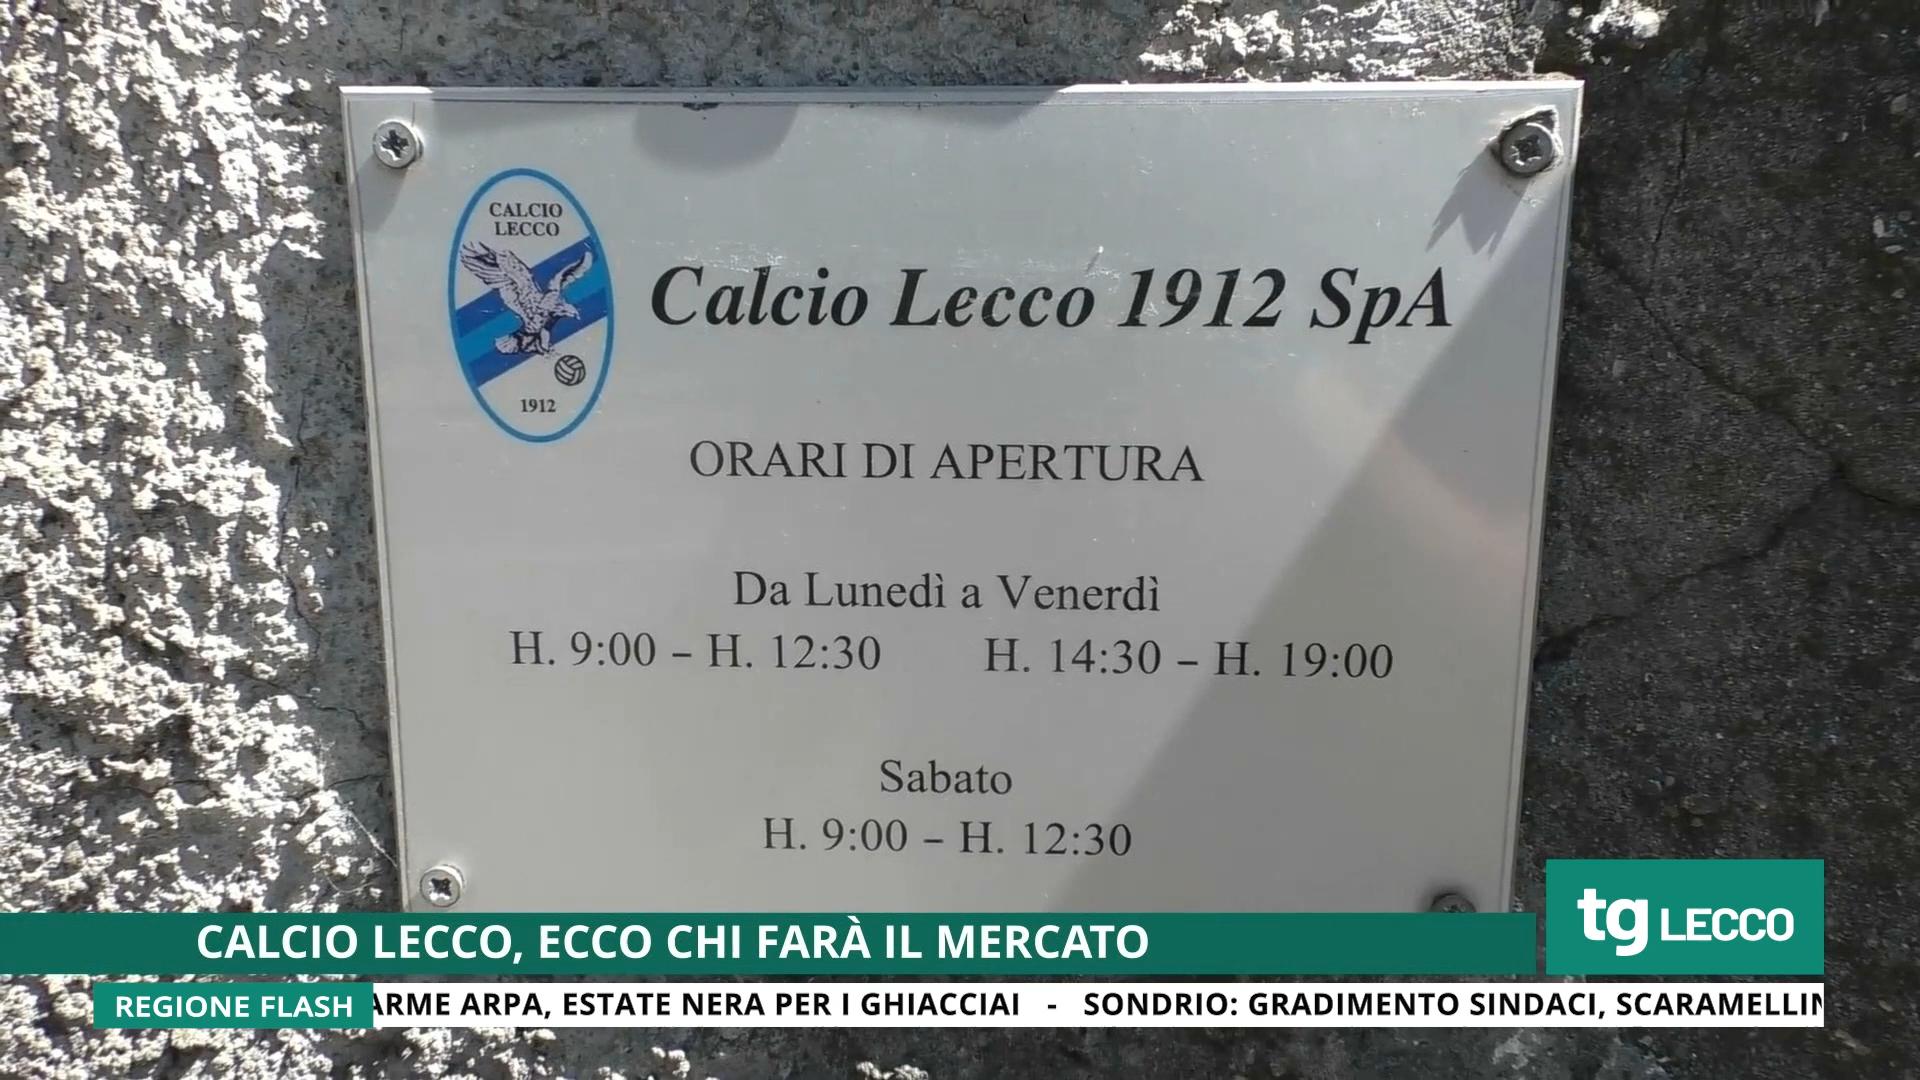 CALCIO
LECCO
1912
Calcio Lecco 1912 SpA
ORARI DI APERTURA
Da Lunedì a Venerdì
H. 9:00 – H. 12:30 H. 14:30 – H. 19:00
Sabato
H. 9:00 – H. 12:30
CALCIO LECCO, ECCO CHI FARÀ IL MERCATO
tg LECCO
REGIONE FLASH
ARME ARPA, ESTATE NERA PER I GHIACCIAI - SONDRIO: GRADIMENTO SINDACI, SCARAMELLIN